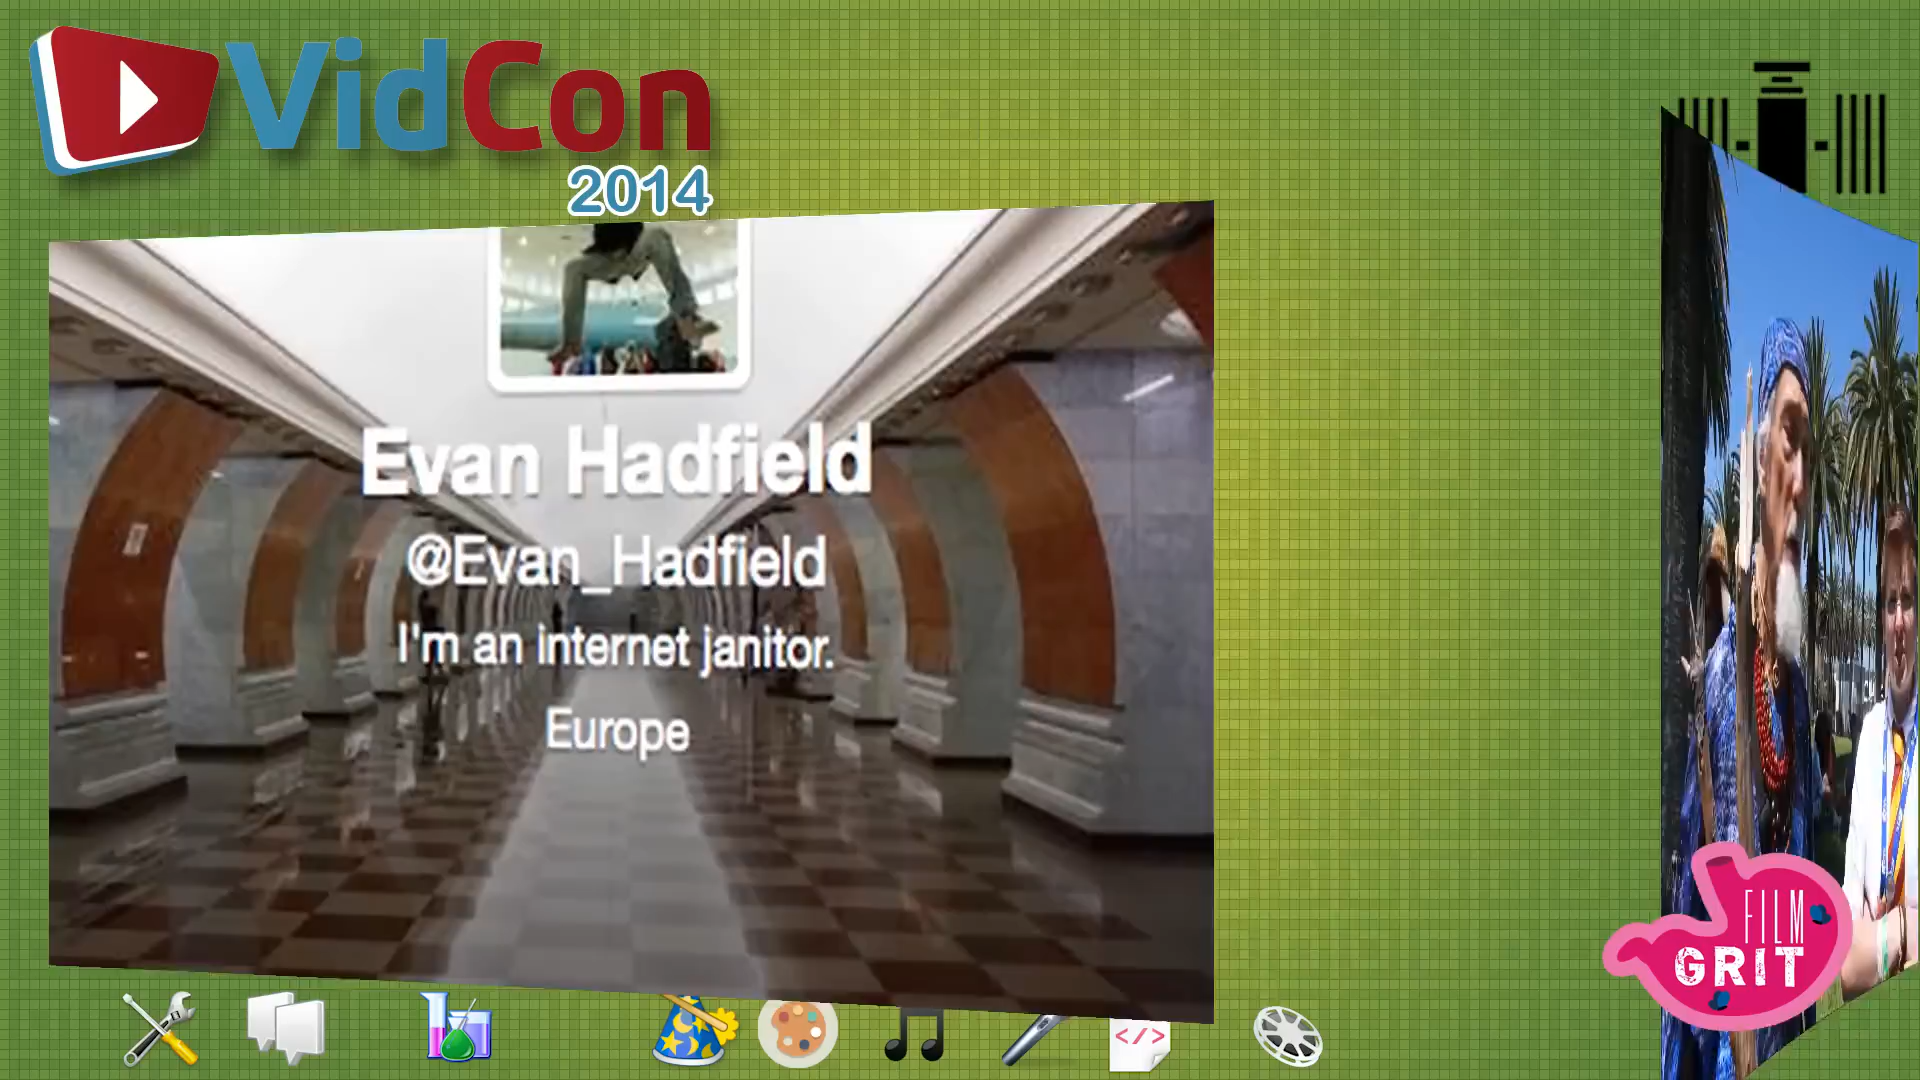 VidCon
2014
Evan Hadfield
@Evan_Hadfield
I'm an internet janitor.
Europe
</>
FILM
GRIT